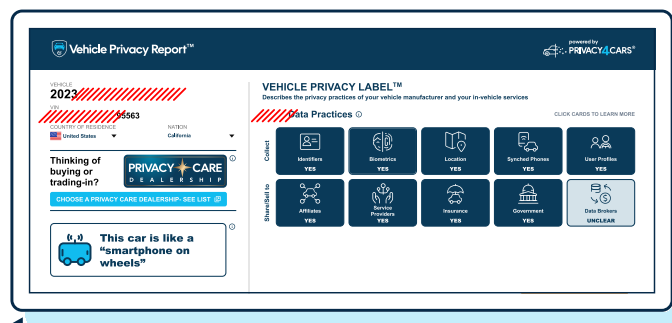 Vehicle Privacy Report™
powered by
PRIVACY4CARS®
VEHICLE
2023
VIN
95563
COUNTRY OF RESIDENCE
NATION
United States
California
Thinking of
buying or
trading-in?
PRIVACY CARE
DEALERSHIP
CHOOSE A PRIVACY CARE DEALERSHIP- SEE LIST
This car is like a
“smartphone on
wheels”
VEHICLE PRIVACY LABEL™
Describes the privacy practices of your vehicle manufacturer and your in-vehicle services
Data Practices
CLICK CARDS TO LEARN MORE
Collect
Identifiers
YES
Biometrics
YES
Location
YES
Synched Phones
YES
User Profiles
YES
Share/Sell to
Affiliates
YES
Service
Providers
YES
Insurance
YES
Government
YES
Data Brokers
UNCLEAR